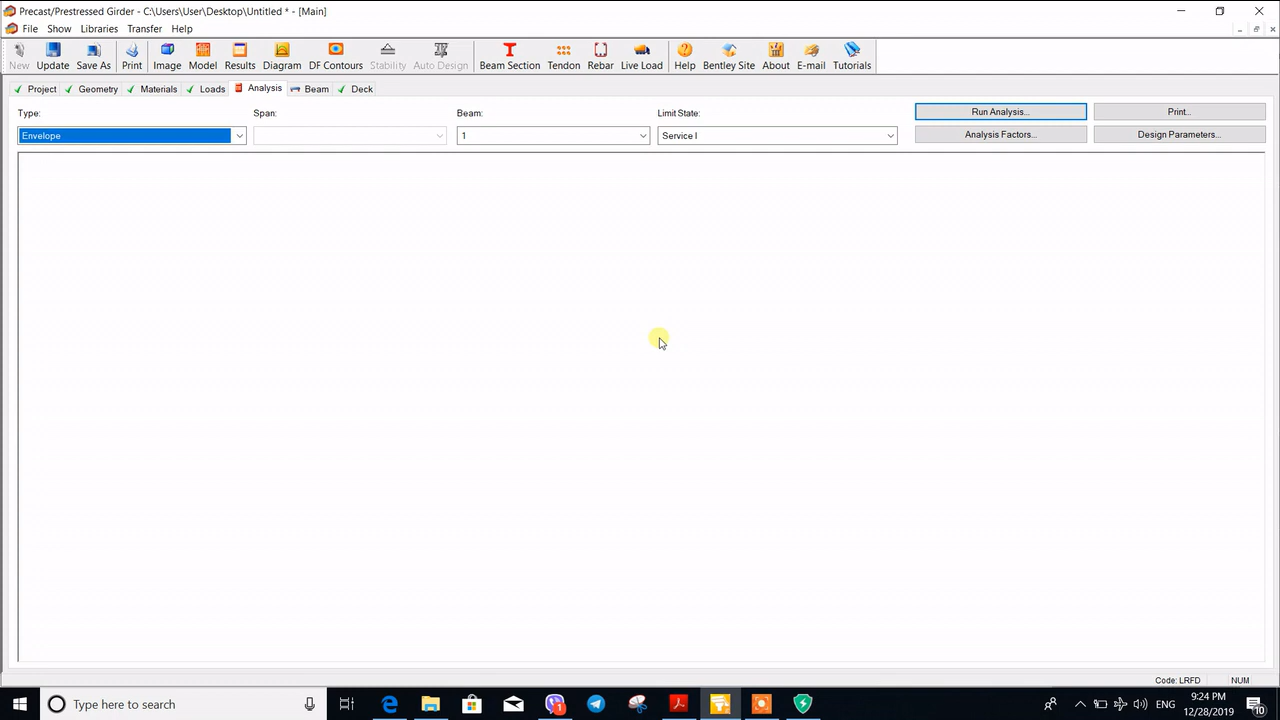 Precast/Prestressed Girder - C:\Users\User\Desktop\Untitled * - [Main]
File Show Libraries Transfer Help
New Update Save As Print Image Model Results Diagram DF Contours Stability Auto Design Beam Section Tendon Rebar Live Load Help Bentley Site About E-mail Tutorials
Project Geometry Materials Loads Analysis Beam Deck
Type: Span: Beam: Limit State: Run Analysis... Print...
Envelope 1 Service I Analysis Factors... Design Parameters...
Code: LRFD NUM
Type here to search ENG 9:24 PM
12/28/2019